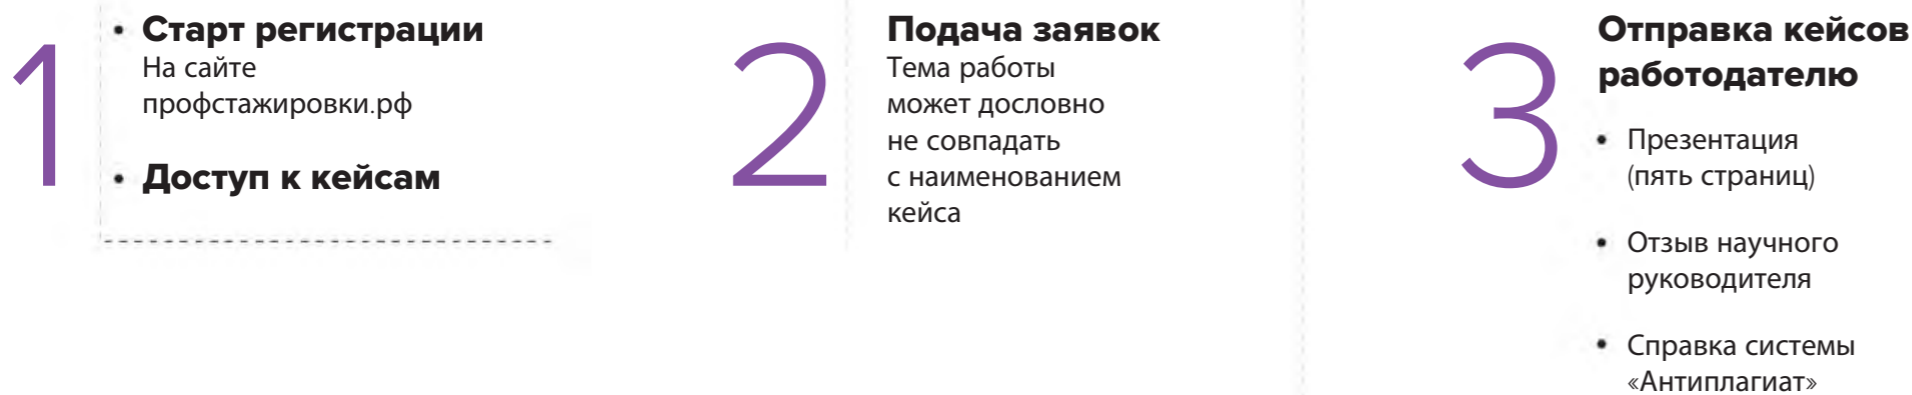 1
• Старт регистрации
На сайте
профстажировки.рф
• Доступ к кейсам
2
Подача заявок
Тема работы
может дословно
не совпадать
с наименованием
кейса
3
Отправка кейсов
работодателю
• Презентация
(пять страниц)
• Отзыв научного
руководителя
• Справка системы
«Антиплагиат»